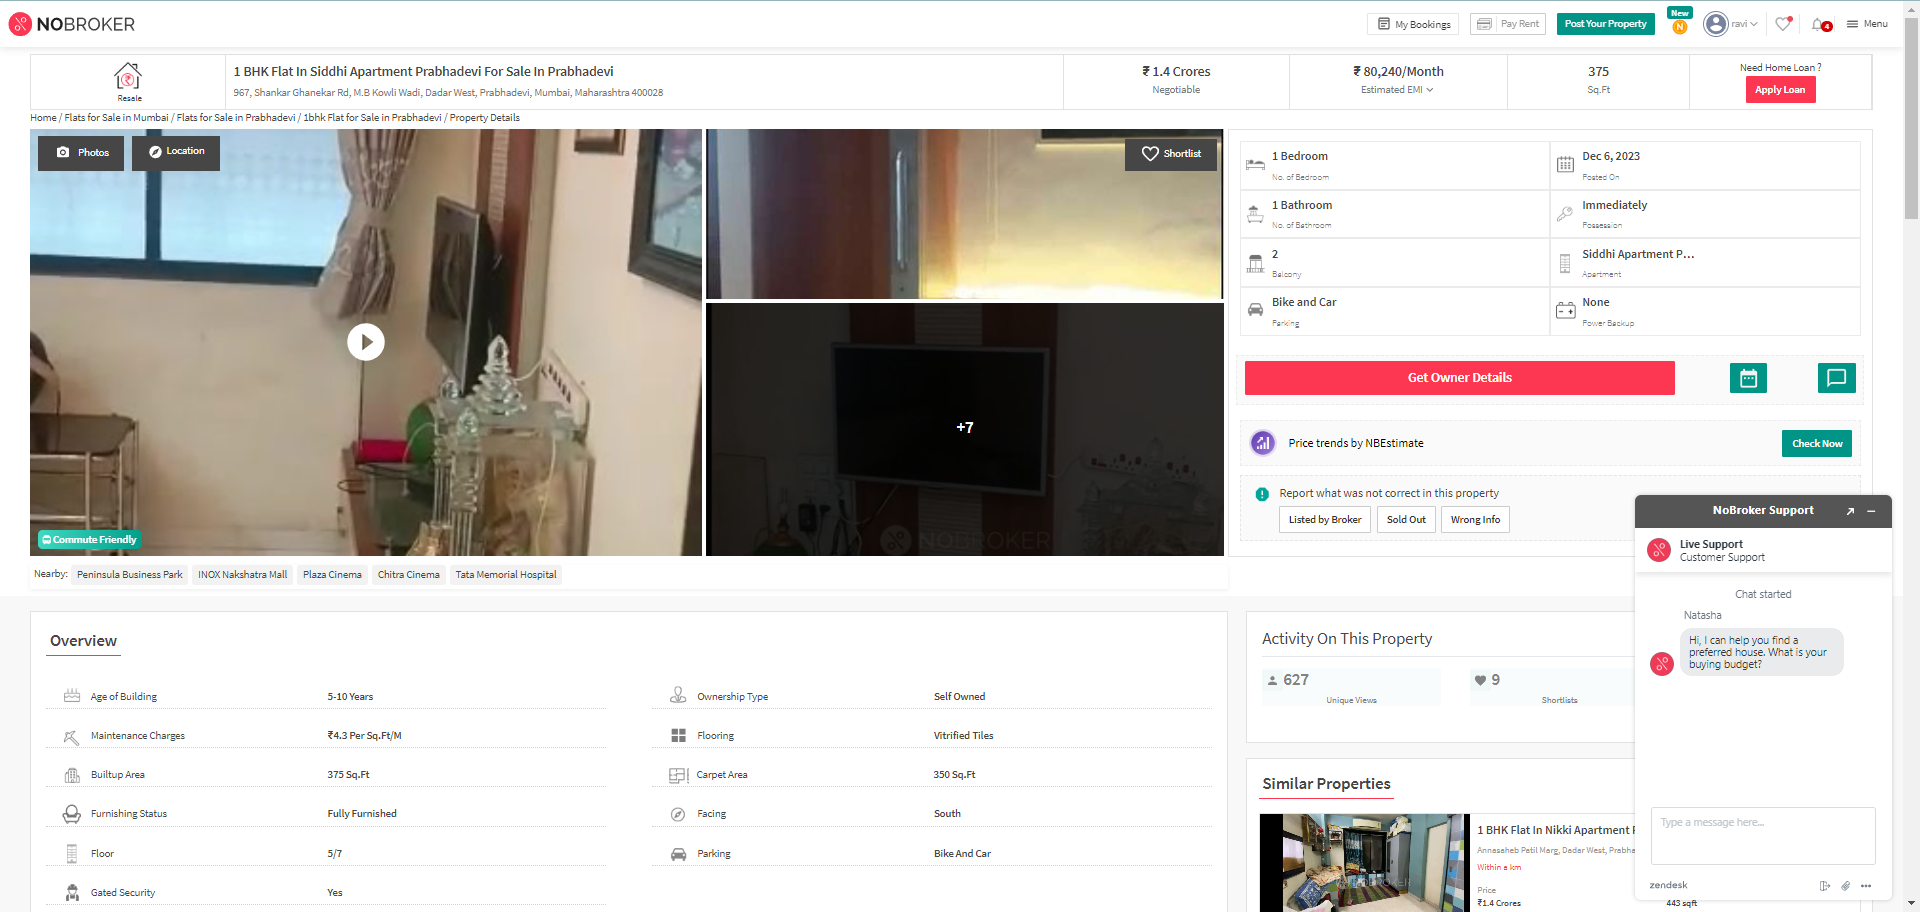 NOBROKER
My Bookings
Pay Rent
Post Your Property
New
N
ravi
4
Menu
Resale
1 BHK Flat In Siddhi Apartment Prabhadevi For Sale In Prabhadevi
967, Shankar Ghanekar Rd, M.B Kowli Wadi, Dadar West, Prabhadevi, Mumbai, Maharashtra 400028
₹ 1.4 Crores
Negotiable
₹ 80,240/Month
Estimated EMI
375
Sq.Ft
Need Home Loan ?
Apply Loan
Home / Flats for Sale in Mumbai / Flats for Sale in Prabhadevi / 1bhk Flat for Sale in Prabhadevi / Property Details
Photos
Location
Shortlist
+7
NOBROKER
Commute Friendly
1 Bedroom
No. of Bedroom
Dec 6, 2023
Posted On
1 Bathroom
No. of Bathroom
Immediately
Possession
2
Balcony
Siddhi Apartment P...
Apartment
Bike and Car
Parking
None
Power Backup
Get Owner Details
Price trends by NBEstimate
Check Now
Report what was not correct in this property
Listed by Broker
Sold Out
Wrong Info
Nearby:
Peninsula Business Park
INOX Nakshatra Mall
Plaza Cinema
Chitra Cinema
Tata Memorial Hospital
Overview
Age of Building
5-10 Years
Ownership Type
Self Owned
Maintenance Charges
₹4.3 Per Sq.Ft/M
Flooring
Vitrified Tiles
Builtup Area
375 Sq.Ft
Carpet Area
350 Sq.Ft
Furnishing Status
Fully Furnished
Facing
South
Floor
5/7
Parking
Bike And Car
Gated Security
Yes
Activity On This Property
627
Unique Views
9
Shortlists
Similar Properties
1 BHK Flat In Nikki Apartment
Annasaheb Patil Marg, Dadar West, Prabha
Within a km
Price
₹1.4 Crores
443 sqft
NoBroker Support
Live Support
Customer Support
Chat started
Natasha
Hi, I can help you find a
preferred house. What is your
buying budget?
Type a message here...
zendesk